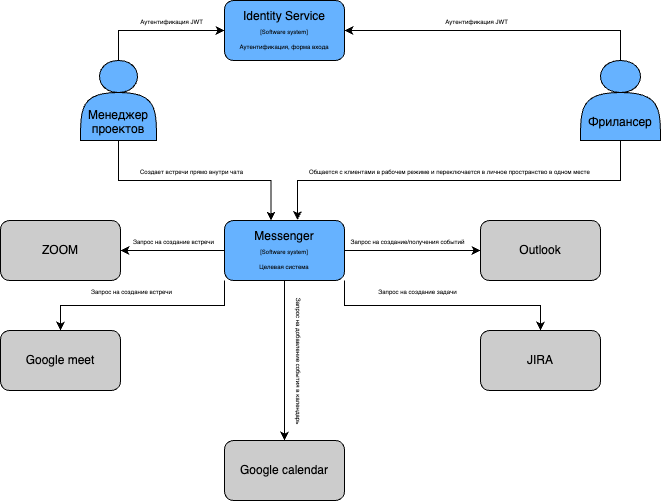 Identity Service
[Software system]
Аутентификация, форма входа
Аутентификация JWT
Аутентификация JWT
Менеджер
проектов
Фрилансер
Создает встречи прямо внутри чата
Общается с клиентами в рабочем режиме и переключается в личное пространство в одном месте
Messenger
[Software system]
Целевая система
ZOOM
Запрос на создание встречи
Запрос на создание/получения событий
Outlook
Запрос на создание встречи
Запрос на создание задачи
Запрос на добавление события в календарь
Google meet
JIRA
Google calendar